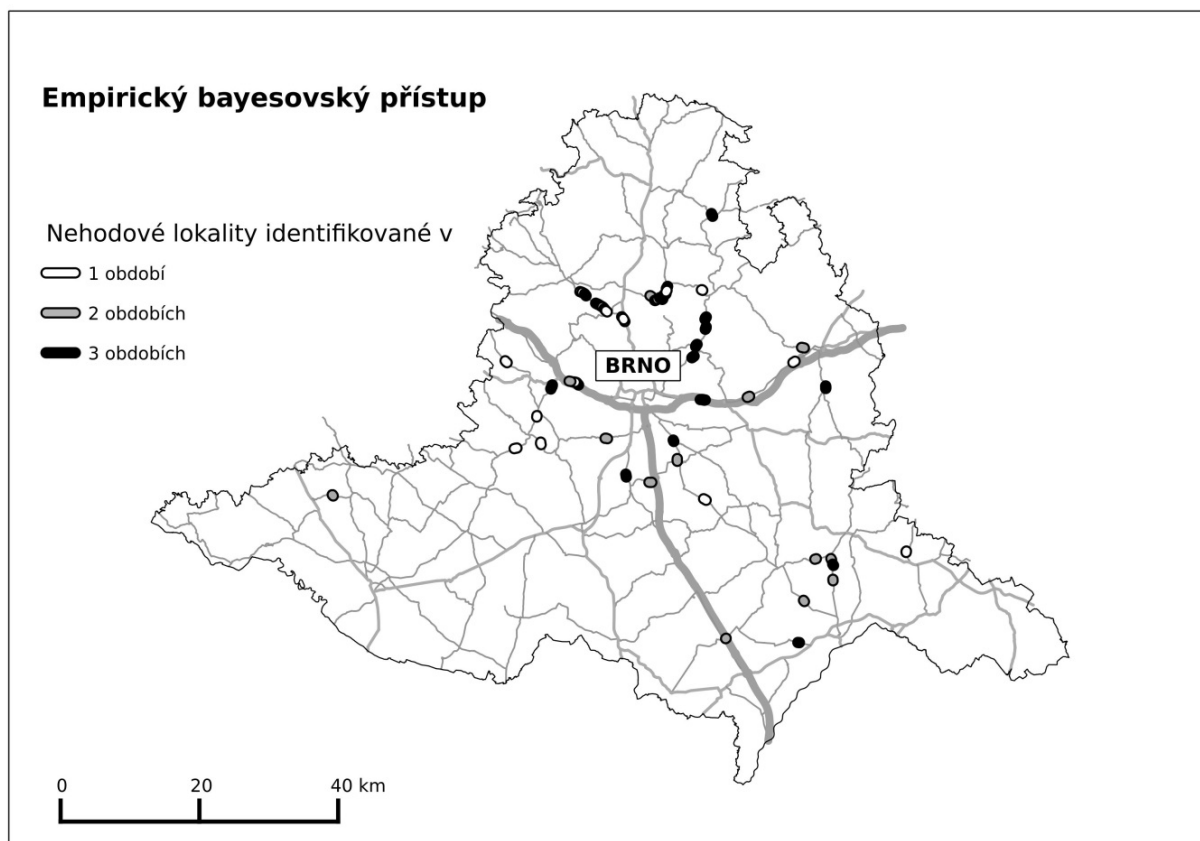 Empirický bayesovský přístup
Nehodové lokality identifikované v
1 období
2 obdobích
3 obdobích
BRNO
0 20 40 km